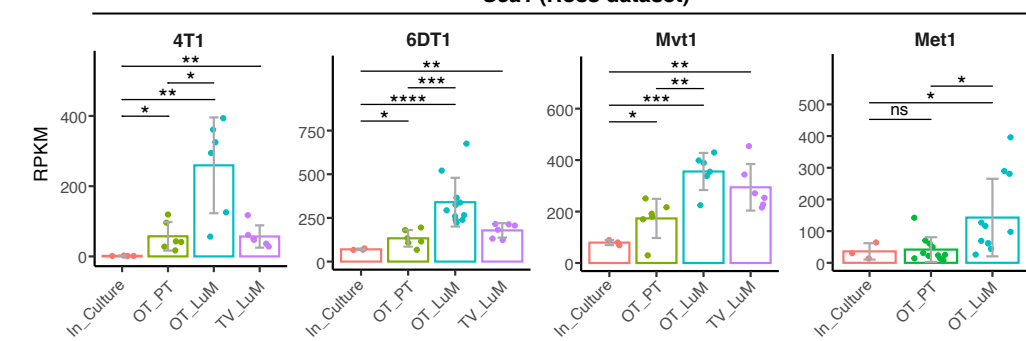 4T1
6DT1
Mvt1
Met1
RPKM
**
*
**
*
400
200
0
In_Culture
OT_PT
OT_LuM
TV_LuM
**
***
****
*
750
500
250
0
In_Culture
OT_PT
OT_LuM
TV_LuM
**
**
***
*
600
400
200
0
In_Culture
OT_PT
OT_LuM
TV_LuM
*
*
ns
500
400
300
200
100
0
In_Culture
OT_PT
OT_LuM